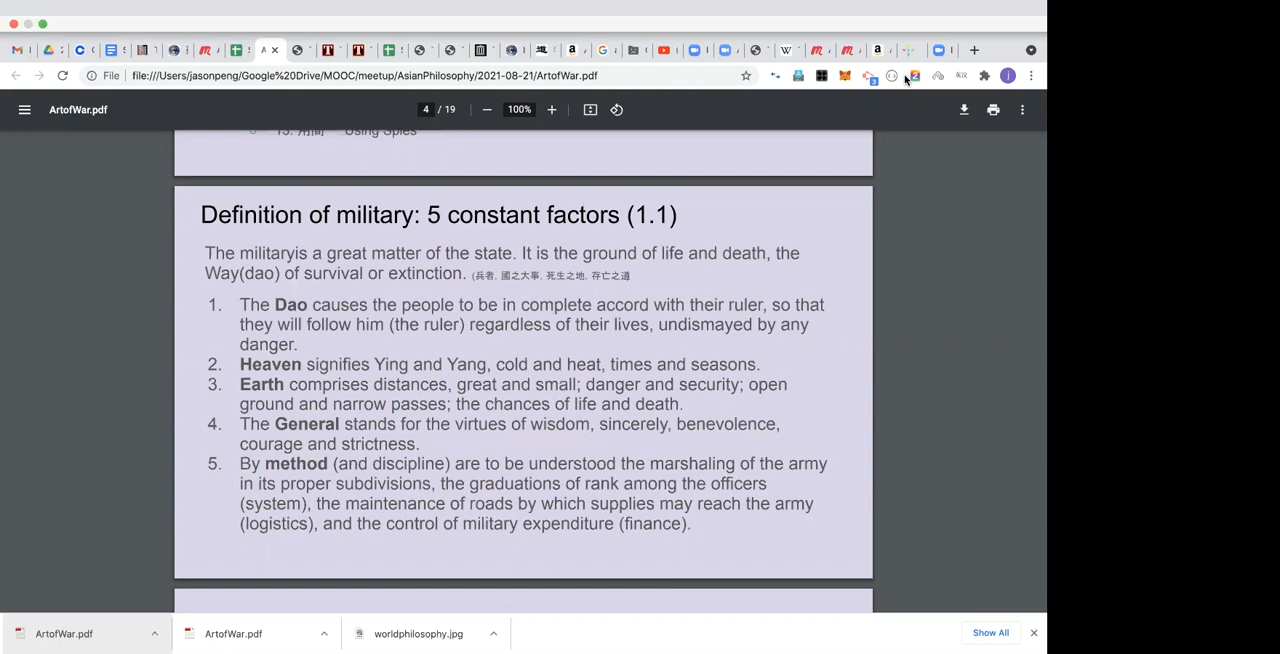 File
file:///Users/jasonpeng/Google%20Drive/MOOC/meetup/AsianPhilosophy/2021-08-21/ArtofWar.pdf
ArtofWar.pdf
4 / 19
100%
13. 用間 Using Spies
Definition of military: 5 constant factors (1.1)
The militaryis a great matter of the state. It is the ground of life and death, the
Way(dao) of survival or extinction. (兵者, 國之大事, 死生之地, 存亡之道
1. The Dao causes the people to be in complete accord with their ruler, so that
they will follow him (the ruler) regardless of their lives, undismayed by any
danger.
2. Heaven signifies Ying and Yang, cold and heat, times and seasons.
3. Earth comprises distances, great and small; danger and security; open
ground and narrow passes; the chances of life and death.
4. The General stands for the virtues of wisdom, sincerely, benevolence,
courage and strictness.
5. By method (and discipline) are to be understood the marshaling of the army
in its proper subdivisions, the graduations of rank among the officers
(system), the maintenance of roads by which supplies may reach the army
(logistics), and the control of military expenditure (finance).
ArtofWar.pdf
ArtofWar.pdf
worldphilosophy.jpg
Show All